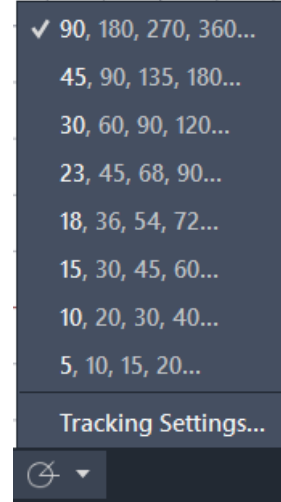 90, 180, 270, 360...
45, 90, 135, 180...
30, 60, 90, 120...
23, 45, 68, 90...
18, 36, 54, 72...
15, 30, 45, 60...
10, 20, 30, 40...
5, 10, 15, 20...
Tracking Settings...